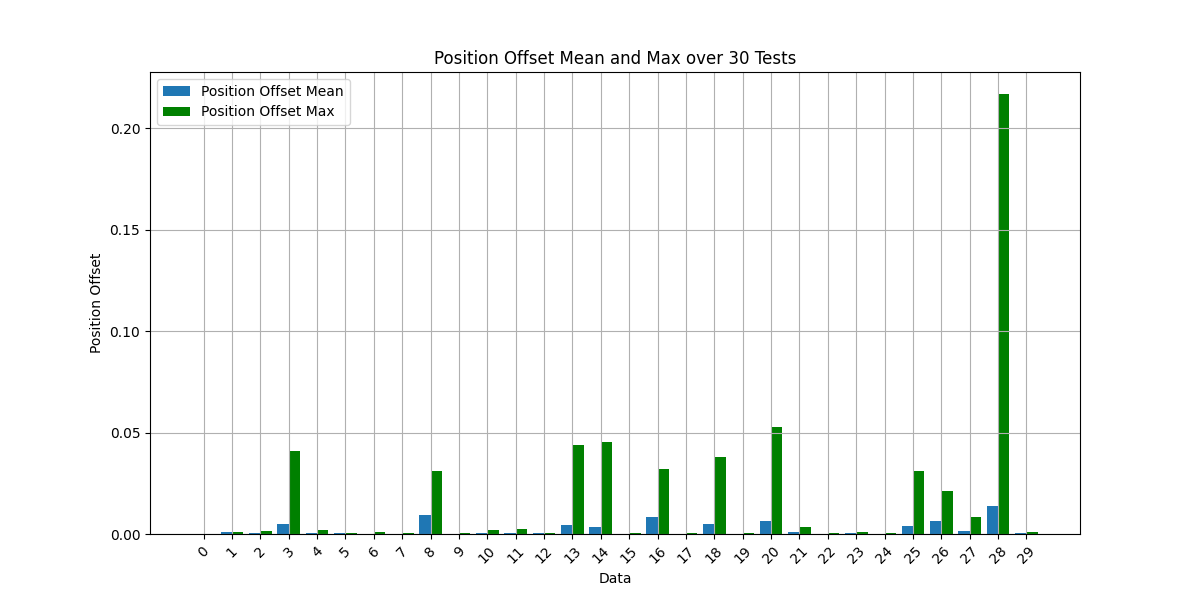 Position Offset Mean and Max over 30 Tests
Position Offset Mean
Position Offset Max
Position Offset
0.20
0.15
0.10
0.05
0.00
0 1 2 3 4 5 6 7 8 9 10 11 12 13 14 15 16 17 18 19 20 21 22 23 24 25 26 27 28 29
Data